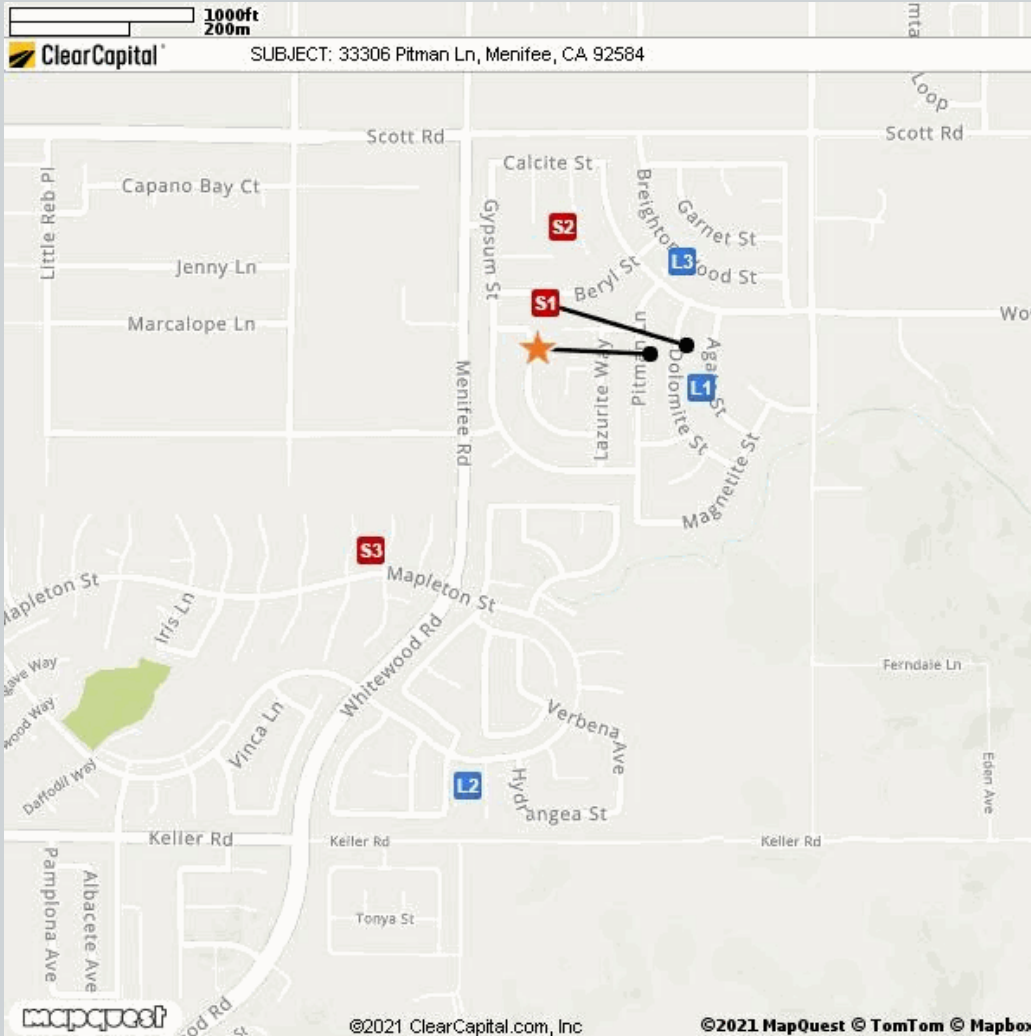 1000ft
200m
ClearCapital
SUBJECT: 33306 Pitman Ln, Menifee, CA 92584
Loop
Scott Rd
Scott Rd
Calcite St
Capano Bay Ct
Little Reb Pl
Gypsum St
Garnet St
S2
L3
Jenny Ln
Beryl St
S1
Marcalope Ln
Pitman Ln
Lazurite Way
Dolomite St
L1
Menifee Rd
Magnetite St
S3
Mapleton St
Mapleton St
Iris Ln
Whitewood Rd
Ferndale Ln
Vinca Ln
Verbena Ave
Daffodil Way
L2
Hydrangea St
Eden Ave
Keller Rd
Keller Rd
Keller Rd
Pamplona Ave
Albacete Ave
Tonya St
mapquest
©2021 ClearCapital.com, Inc
©2021 MapQuest © TomTom © Mapbox